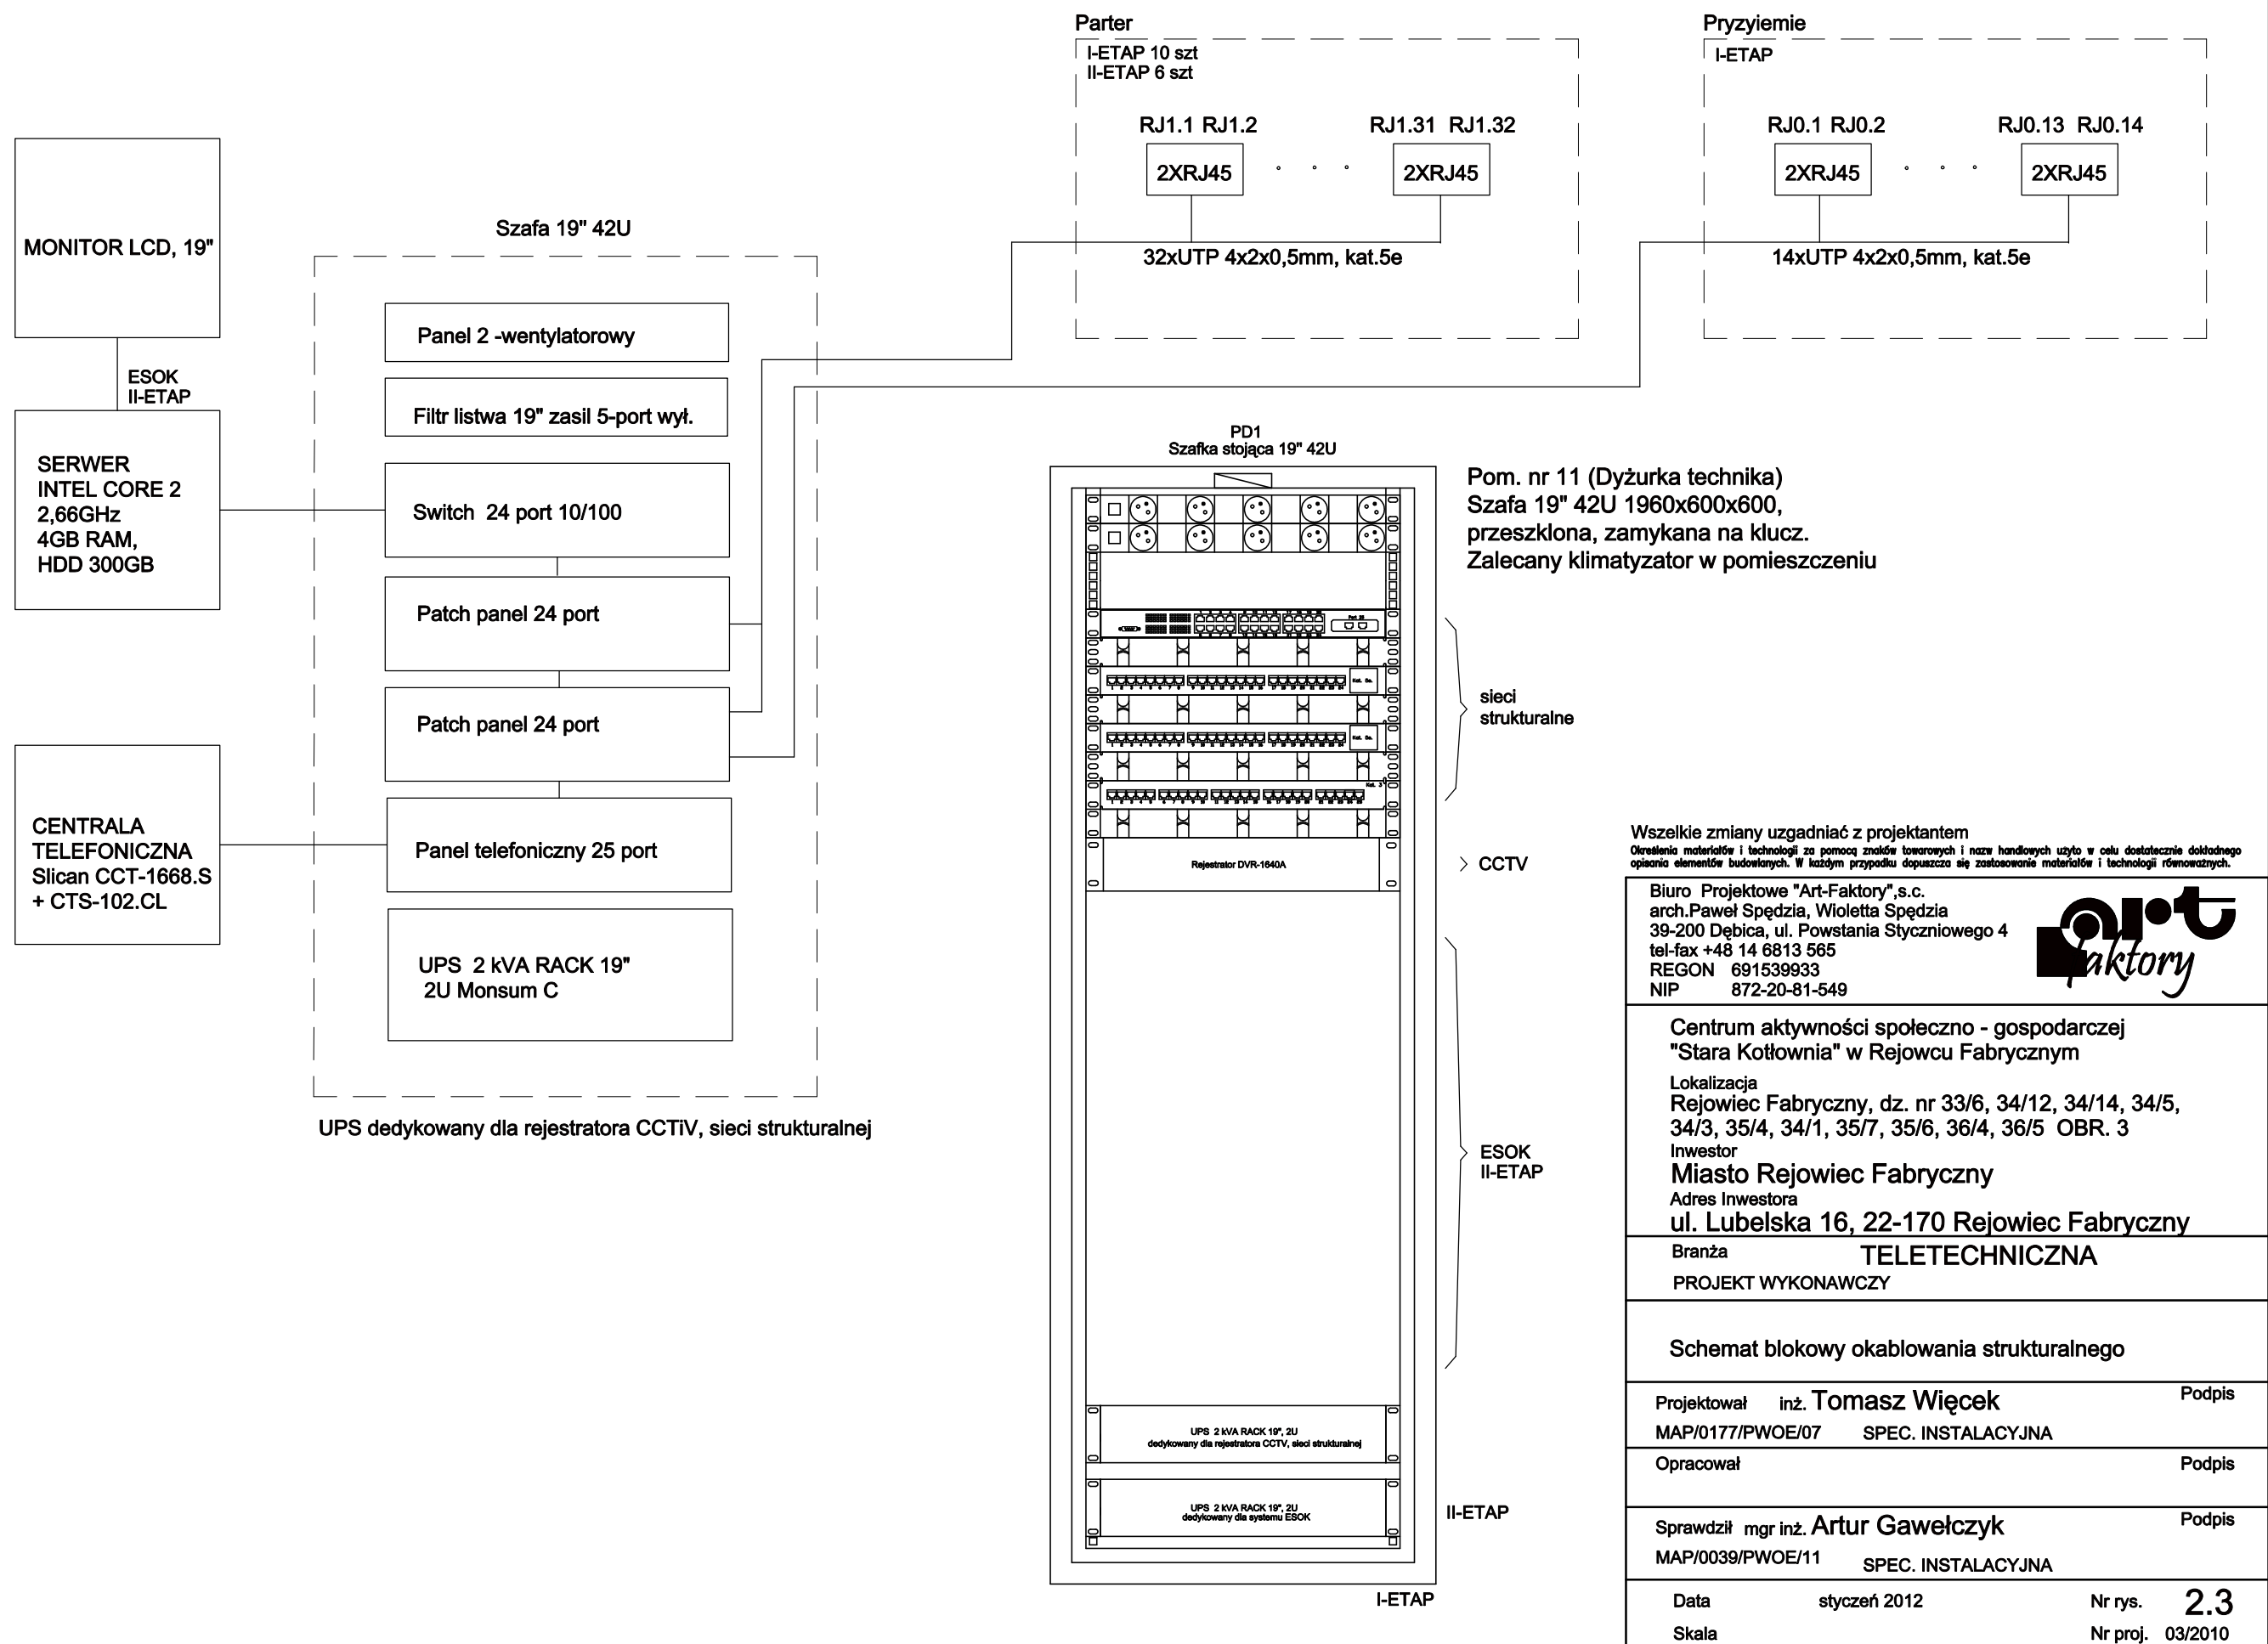 Parter
I-ETAP 10 szt
II-ETAP 6 szt
RJ1.1 RJ1.2
RJ1.31 RJ1.32
2XRJ45
2XRJ45
32xUTP 4x2x0,5mm, kat.5e
Pryzyiemie
I-ETAP
RJ0.1 RJ0.2
RJ0.13 RJ0.14
2XRJ45
2XRJ45
14xUTP 4x2x0,5mm, kat.5e
MONITOR LCD, 19"
ESOK
II-ETAP
SERWER
INTEL CORE 2
2,66GHz
4GB RAM,
HDD 300GB
CENTRALA
TELEFONICZNA
Slican CCT-1668.S
+ CTS-102.CL
Szafa 19" 42U
Panel 2 -wentylatorowy
Filtr listwa 19" zasil 5-port wył.
Switch 24 port 10/100
Patch panel 24 port
Patch panel 24 port
Panel telefoniczny 25 port
UPS 2 kVA RACK 19"
2U Monsum C
UPS dedykowany dla rejestratora CCTiV, sieci strukturalnej
PD1
Szafka stojąca 19" 42U
Pom. nr 11 (Dyżurka technika)
Szafa 19" 42U 1960x600x600,
przeszklona, zamykana na klucz.
Zalecany klimatyzator w pomieszczeniu
sieci
strukturalne
Rejestrator DVR-1640A
CCTV
ESOK
II-ETAP
UPS 2 kVA RACK 19", 2U
dedykowany dla rejestratora CCTV, sieci strukturalnej
UPS 2 kVA RACK 19", 2U
dedykowany dla systemu ESOK
II-ETAP
I-ETAP
Wszelkie zmiany uzgadniać z projektantem
Określenia materiałów i technologii za pomocą znaków towarowych i nazw handlowych użyto w celu dostatecznie dokładnego
opisania elementów budowlanych. W każdym przypadku dopuszcza się zastosowanie materiałów i technologii równoważnych.
Biuro Projektowe "Art-Faktory",s.c.
arch.Paweł Spędzia, Wioletta Spędzia
39-200 Dębica, ul. Powstania Styczniowego 4
tel-fax +48 14 6813 565
REGON 691539933
NIP 872-20-81-549
art
faktory
Centrum aktywności społeczno - gospodarczej
"Stara Kotłownia" w Rejowcu Fabrycznym
Lokalizacja
Rejowiec Fabryczny, dz. nr 33/6, 34/12, 34/14, 34/5,
34/3, 35/4, 34/1, 35/7, 35/6, 36/4, 36/5 OBR. 3
Inwestor
Miasto Rejowiec Fabryczny
Adres Inwestora
ul. Lubelska 16, 22-170 Rejowiec Fabryczny
Branża TELETECHNICZNA
PROJEKT WYKONAWCZY
Schemat blokowy okablowania strukturalnego
Projektował inż. Tomasz Więcek Podpis
MAP/0177/PWOE/07 SPEC. INSTALACYJNA
Opracował Podpis
Sprawdził mgr inż. Artur Gawełczyk Podpis
MAP/0039/PWOE/11 SPEC. INSTALACYJNA
Data styczeń 2012 Nr rys. 2.3
Skala Nr proj. 03/2010